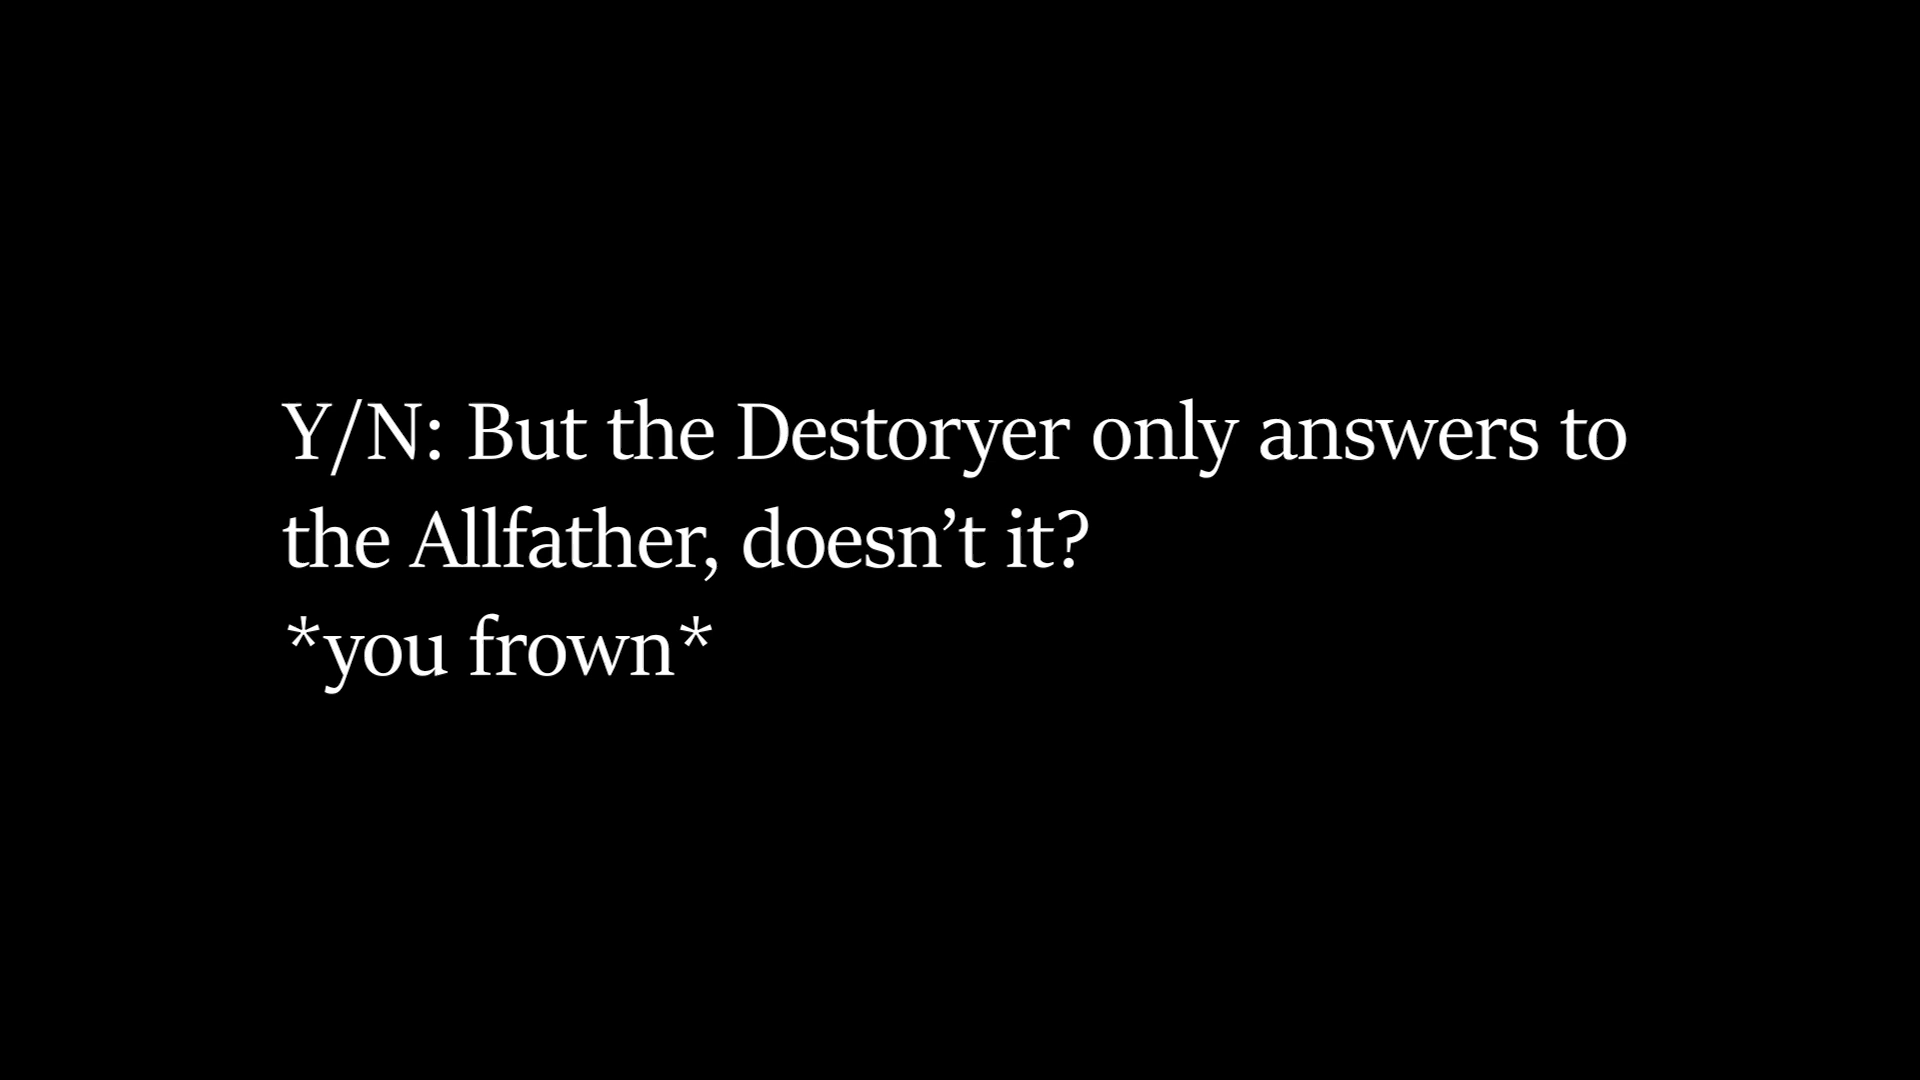 Y/N: But the Destoryer only answers to
the Allfather, doesn’t it?
*you frown*